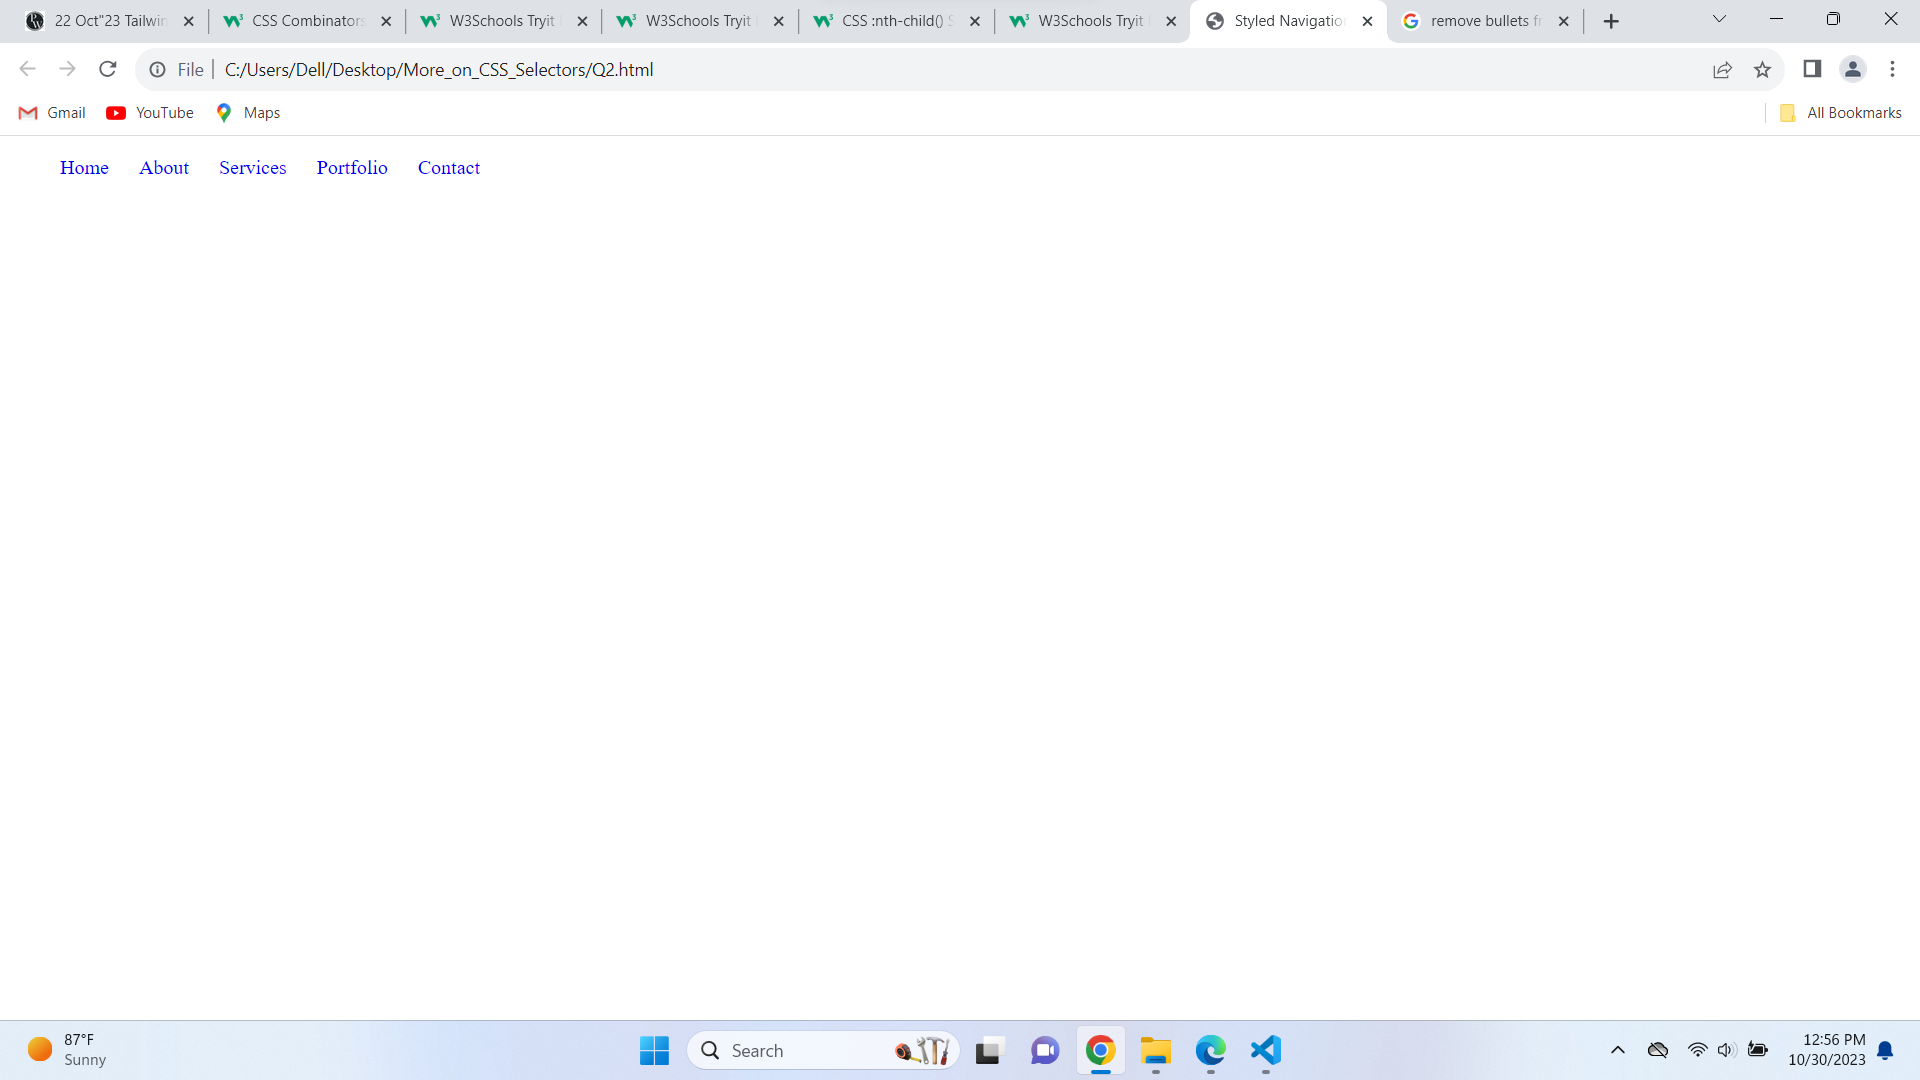 22 Oct"23 Tailwin
CSS Combinators
W3Schools Tryit
W3Schools Tryit
CSS :nth-child() S
W3Schools Tryit
Styled Navigation
remove bullets fr
File C:/Users/Dell/Desktop/More_on_CSS_Selectors/Q2.html
Gmail YouTube Maps All Bookmarks
Home About Services Portfolio Contact
87°F
Sunny
Search
12:56 PM
10/30/2023